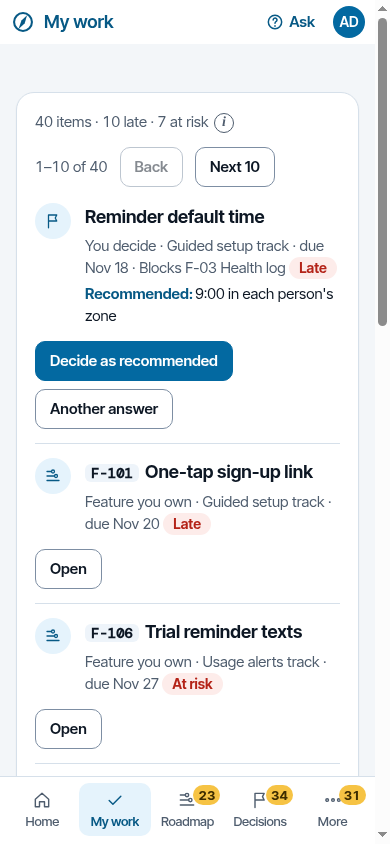 My work
Ask
AD
40 items · 10 late · 7 at risk i
1–10 of 40
Back
Next 10
Reminder default time
You decide · Guided setup track · due
Nov 18 · Blocks F-03 Health log Late
Recommended: 9:00 in each person's
zone
Decide as recommended
Another answer
F-101 One-tap sign-up link
Feature you own · Guided setup track ·
due Nov 20 Late
Open
F-106 Trial reminder texts
Feature you own · Usage alerts track ·
due Nov 27 At risk
Open
Home
My work
23
Roadmap
34
Decisions
31
More